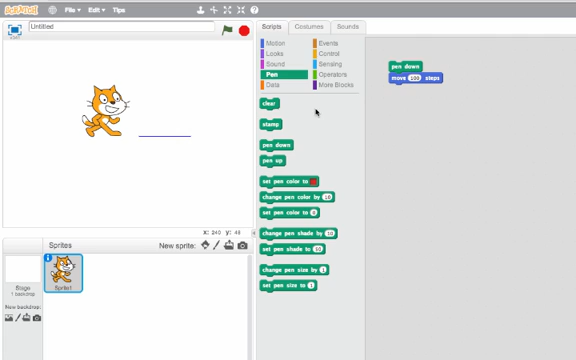 SCRATCH File Edit Tips
Untitled
Scripts Costumes Sounds
Motion Events
Looks Control
Sound Sensing
Pen Operators
Data More Blocks
clear
stamp
pen down
pen up
set pen color to
change pen color by 10
set pen color to 0
change pen shade by 10
set pen shade to 50
change pen size by 1
set pen size to 1
pen down
move 100 steps
x: 240 y: 45
Sprites New sprite:
Stage
1 backdrop
New backdrop:
Sprite1